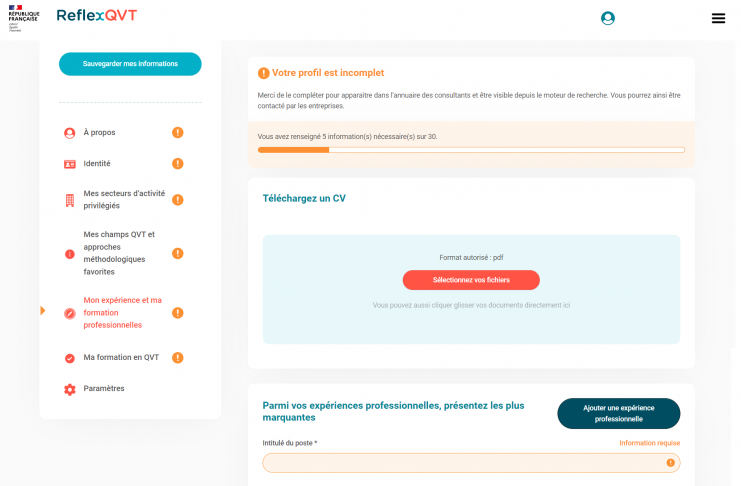 RÉPUBLIQUE
FRANÇAISE
Liberté
Égalité
Fraternité
ReflexQVT
Sauvegarder mes informations
À propos
Identité
Mes secteurs d'activité
privilégiés
Mes champs QVT et
approches
méthodologiques
favorites
Mon expérience et ma
formation
professionnelles
Ma formation en QVT
Paramètres
Votre profil est incomplet
Merci de le compléter pour apparaitre dans l'annuaire des consultants et être visible depuis le moteur de recherche. Vous pourrez ainsi être
contacté par les entreprises.
Vous avez renseigné 5 information(s) nécessaire(s) sur 30.
Téléchargez un CV
Format autorisé : pdf
Sélectionnez vos fichiers
Vous pouvez aussi cliquer glisser vos documents directement ici
Parmi vos expériences professionnelles, présentez les plus
marquantes
Ajouter une expérience
professionnelle
Intitulé du poste *
Information requise